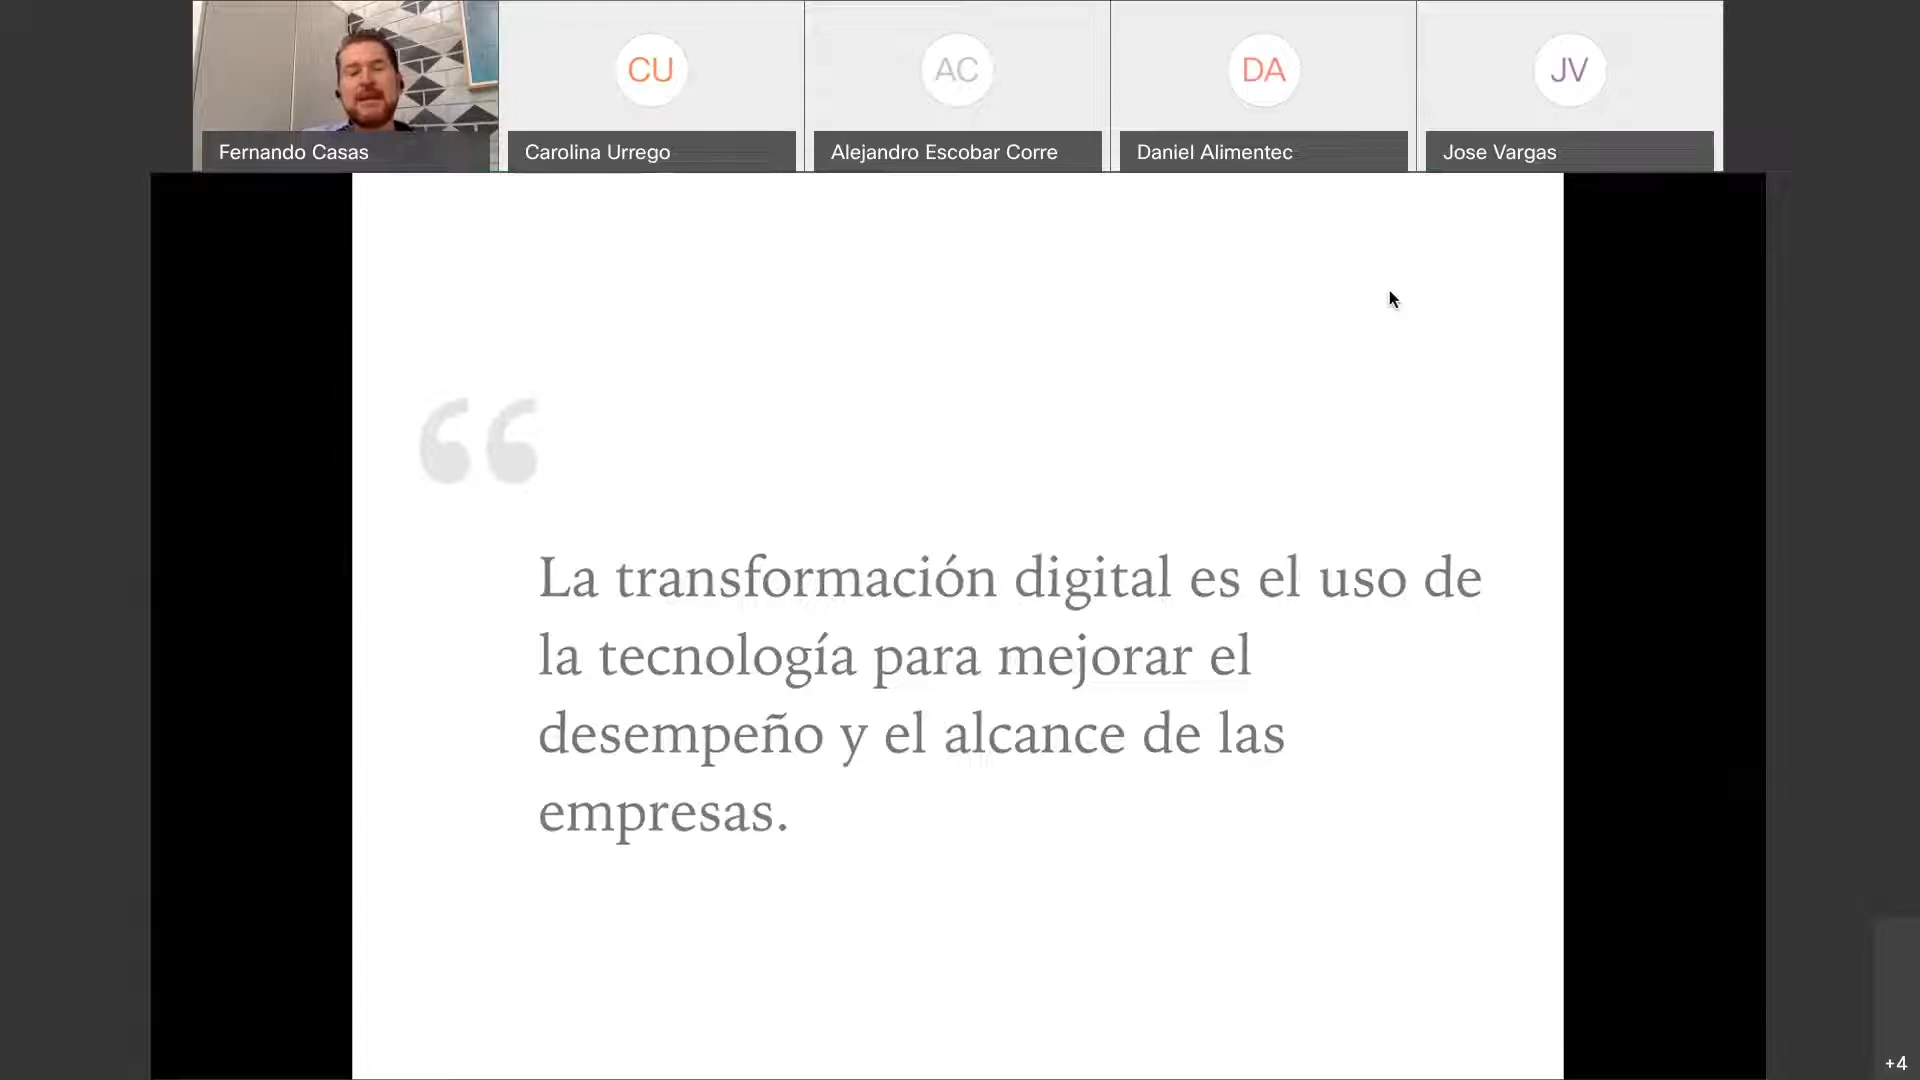 CU
AC
DA
JV
Fernando Casas
Carolina Urrego
Alejandro Escobar Corre
Daniel Alimentec
Jose Vargas
“
La transformación digital es el uso de
la tecnología para mejorar el
desempeño y el alcance de las
empresas.
+4